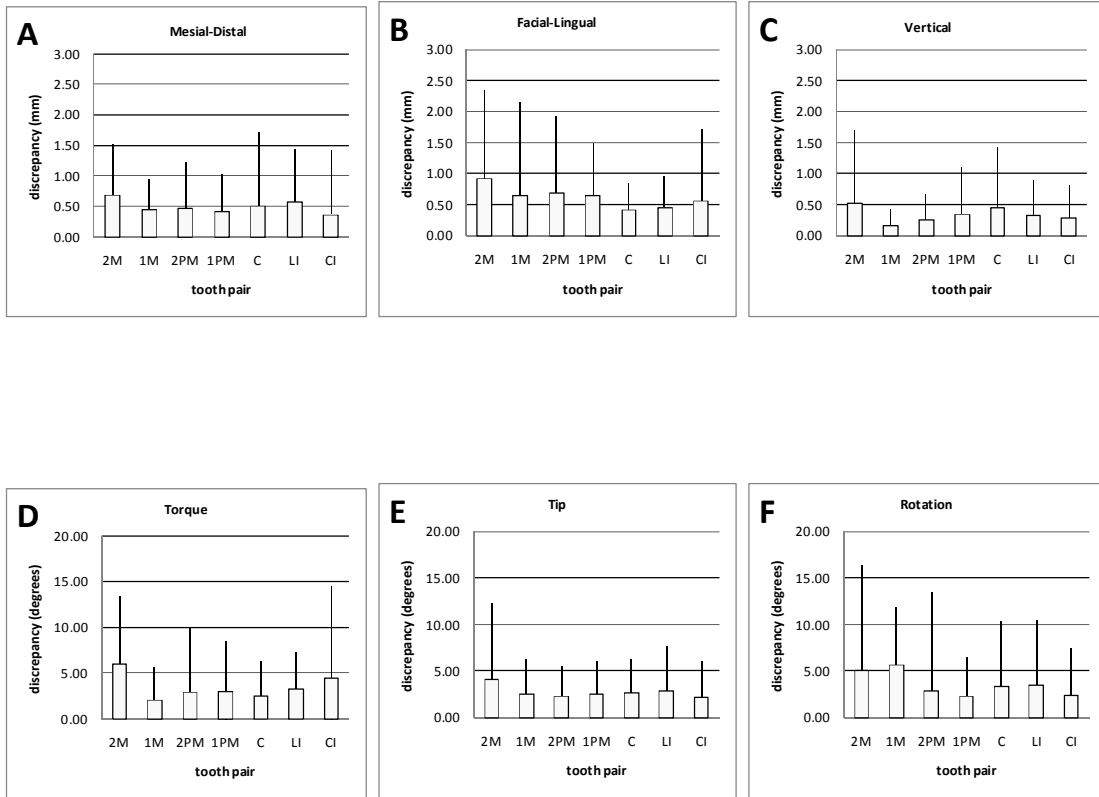 A
Mesial-Distal
discrepancy (mm)
3.00
2.50
2.00
1.50
1.00
0.50
0.00
2M 1M 2PM 1PM C LI CI
tooth pair
B
Facial-Lingual
discrepancy (mm)
3.00
2.50
2.00
1.50
1.00
0.50
0.00
2M 1M 2PM 1PM C LI CI
tooth pair
C
Vertical
discrepancy (mm)
3.00
2.50
2.00
1.50
1.00
0.50
0.00
2M 1M 2PM 1PM C LI CI
tooth pair
D
Torque
discrepancy (degrees)
20.00
15.00
10.00
5.00
0.00
2M 1M 2PM 1PM C LI CI
tooth pair
E
Tip
discrepancy (degrees)
20.00
15.00
10.00
5.00
0.00
2M 1M 2PM 1PM C LI CI
tooth pair
F
Rotation
discrepancy (degrees)
20.00
15.00
10.00
5.00
0.00
2M 1M 2PM 1PM C LI CI
tooth pair